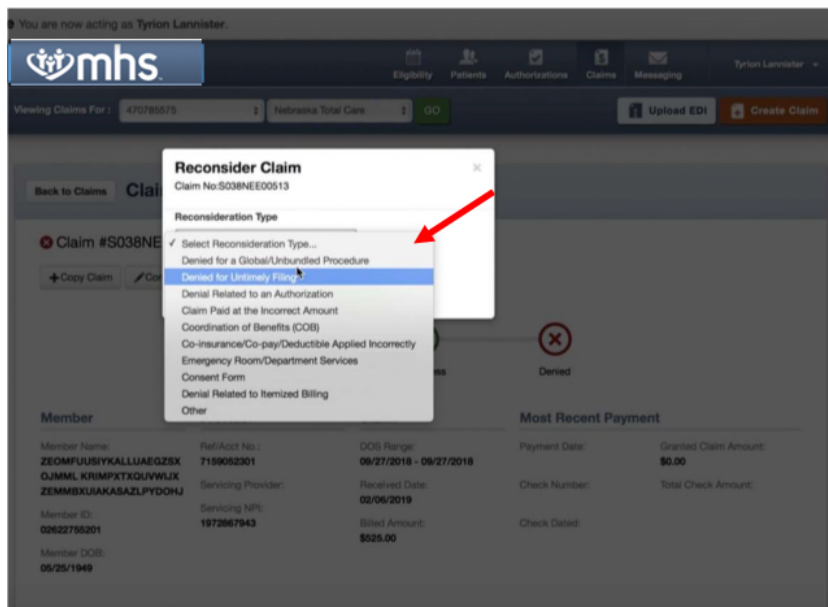 You are now acting as Tyrion Lannister.
mhs
Eligibility Patients Authorizations Claims Messaging Tyrion Lannister
Viewing Claims For : 470785575 Nebraska Total Care GO Upload EDI Create Claim
Reconsider Claim ×
Claim No:S038NEE00513
Back to Claims Clai
Reconsideration Type
Claim #S038NE
✓ Select Reconsideration Type...
Denied for a Global/Unbundled Procedure
+Copy Claim Cor
Denied for Untimely Filing
Denial Related to an Authorization
Claim Paid at the Incorrect Amount
Coordination of Benefits (COB)
Co-insurance/Co-pay/Deductible Applied Incorrectly
Emergency Room/Department Services
Consent Form
Denial Related to Itemized Billing
Other
ss Denied
Member Most Recent Payment
Member Name: Ref/Acct No.: DOS Range: Payment Date: Granted Claim Amount:
ZEOMFUUSIYKALLUAEGZSX 7159052301 09/27/2018 - 09/27/2018 $0.00
OJMML KRIMPXTXQUVWIJX
ZEMMBXUIAKASAZLPYDOHJ
Servicing Provider: Received Date: Check Number: Total Check Amount:
02/06/2019
Member ID: Servicing NPI: Billed Amount: Check Dated:
02622755201 1972867943 $525.00
Member DOB:
05/25/1949